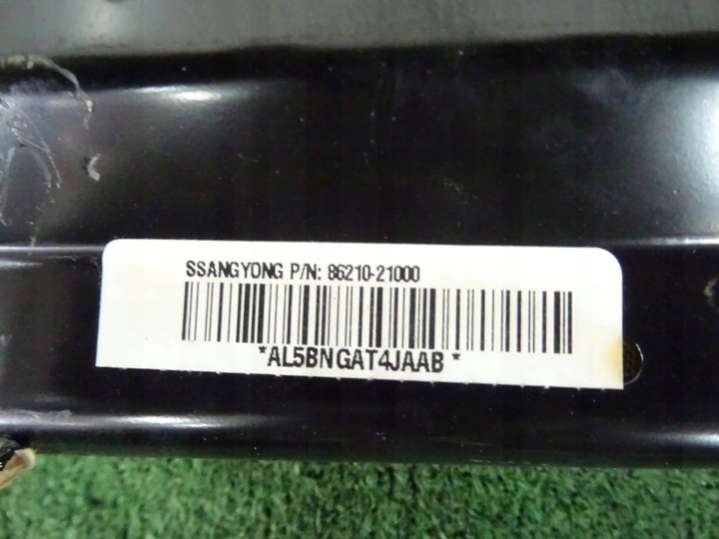 SSANGYONG P/N: 86210-21000
*AL5BNGAT4JAAB*